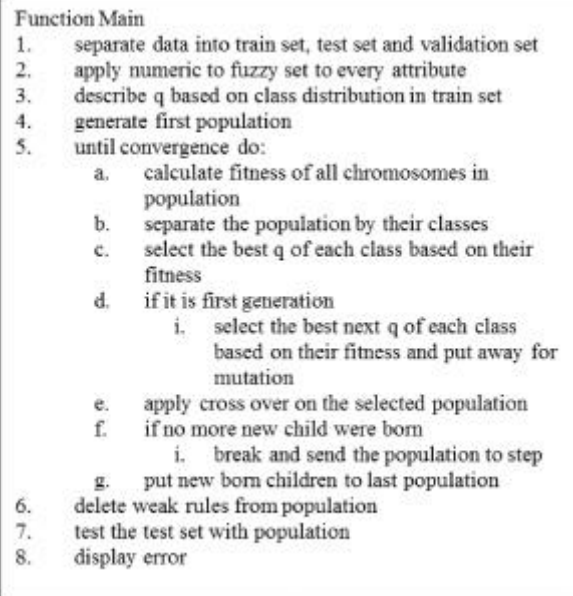 Function Main
1. separate data into train set, test set and validation set
2. apply numeric to fuzzy set to every attribute
3. describe q based on class distribution in train set
4. generate first population
5. until convergence do:
a. calculate fitness of all chromosomes in
population
b. separate the population by their classes
c. select the best q of each class based on their
fitness
d. if it is first generation
i. select the best next q of each class
based on their fitness and put away for
mutation
e. apply cross over on the selected population
f. if no more new child were born
i. break and send the population to step
g. put new born children to last population
6. delete weak rules from population
7. test the test set with population
8. display error